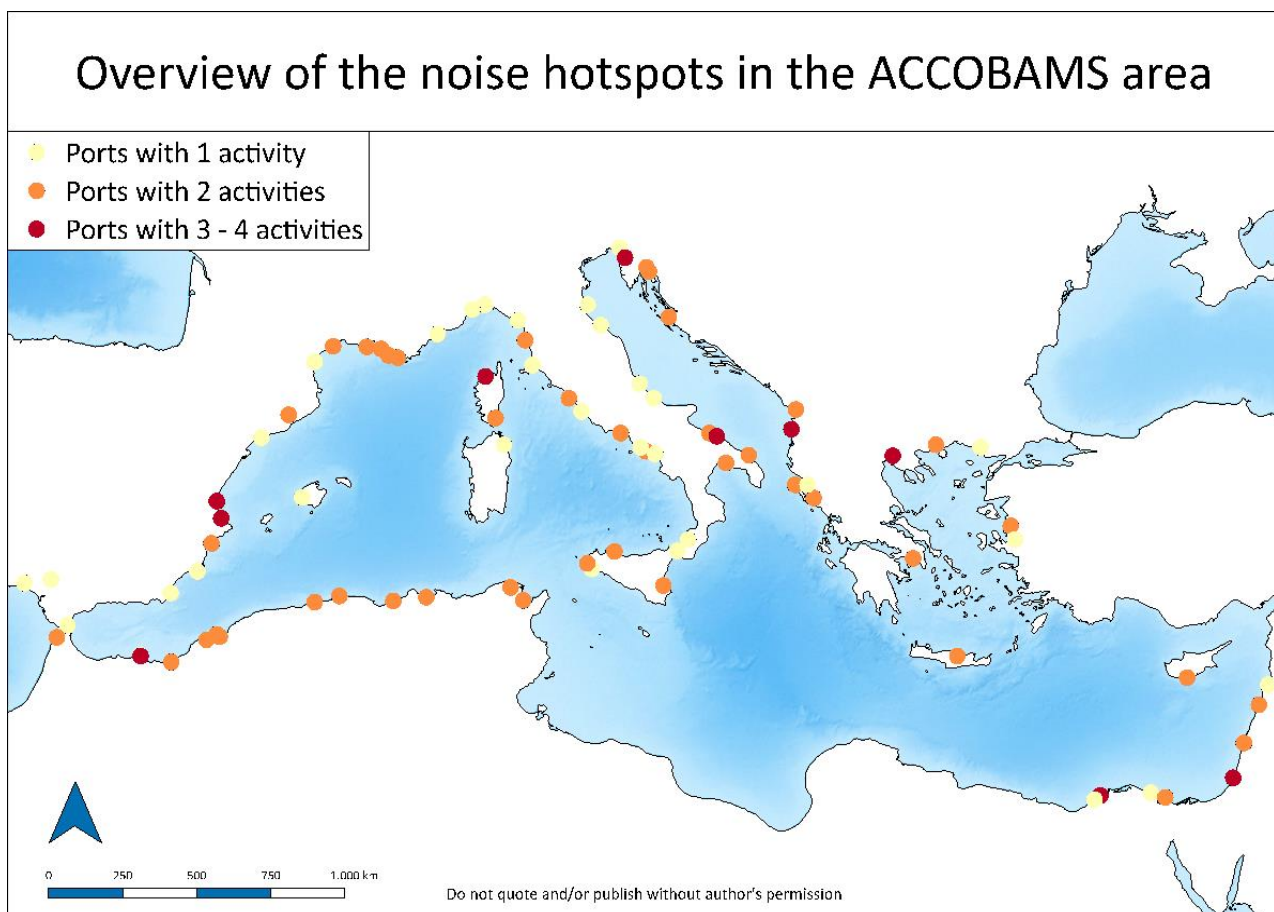 Overview of the noise hotspots in the ACCOBAMS area
Ports with 1 activity
Ports with 2 activities
Ports with 3 - 4 activities
0 250 500 750 1.000 km
Do not quote and/or publish without author's permission